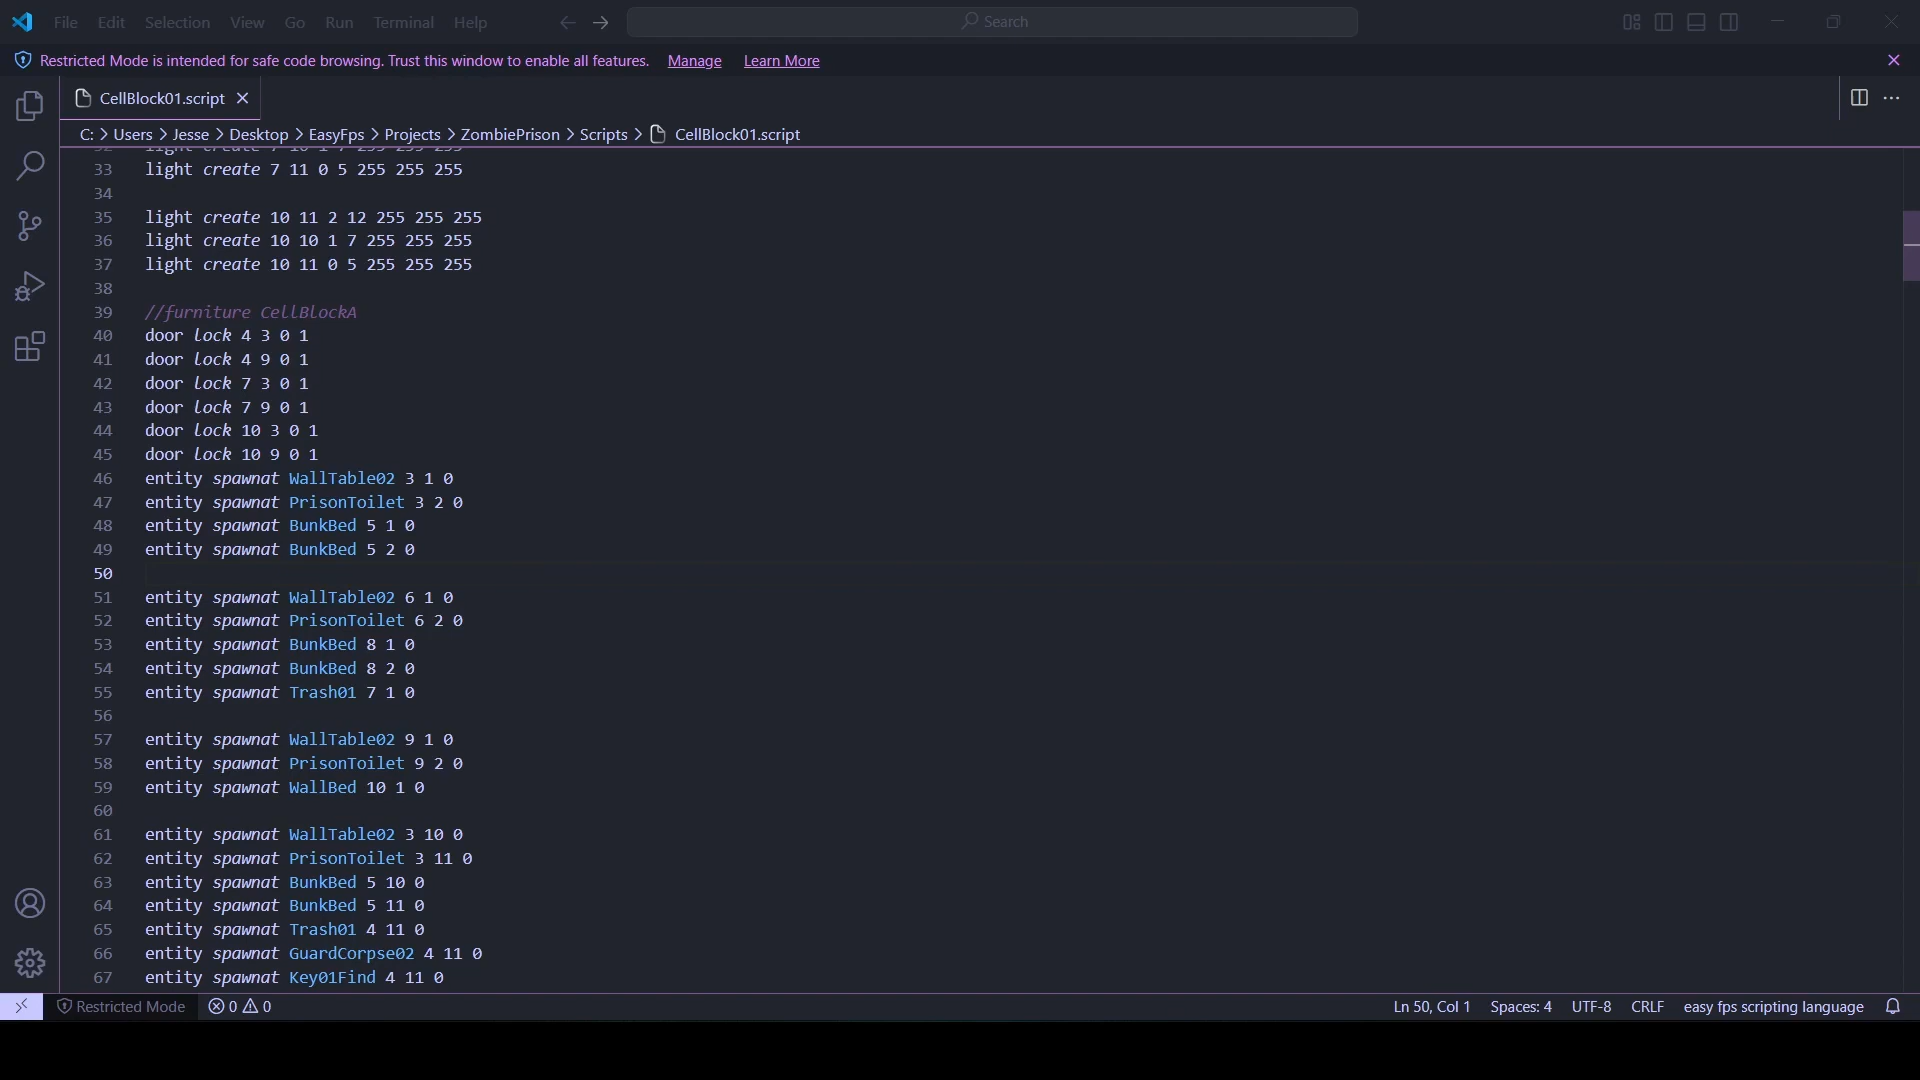 File Edit Selection View Go Run Terminal Help Search
Restricted Mode is intended for safe code browsing. Trust this window to enable all features. Manage Learn More
CellBlock01.script
C: > Users > Jesse > Desktop > EasyFps > Projects > ZombiePrison > Scripts > CellBlock01.script
33 light create 7 11 0 5 255 255 255
34
35 light create 10 11 2 12 255 255 255
36 light create 10 10 1 7 255 255 255
37 light create 10 11 0 5 255 255 255
38
39 //furniture CellBlockA
40 door lock 4 3 0 1
41 door lock 4 9 0 1
42 door lock 7 3 0 1
43 door lock 7 9 0 1
44 door lock 10 3 0 1
45 door lock 10 9 0 1
46 entity spawnat WallTable02 3 1 0
47 entity spawnat PrisonToilet 3 2 0
48 entity spawnat BunkBed 5 1 0
49 entity spawnat BunkBed 5 2 0
50
51 entity spawnat WallTable02 6 1 0
52 entity spawnat PrisonToilet 6 2 0
53 entity spawnat BunkBed 8 1 0
54 entity spawnat BunkBed 8 2 0
55 entity spawnat Trash01 7 1 0
56
57 entity spawnat WallTable02 9 1 0
58 entity spawnat PrisonToilet 9 2 0
59 entity spawnat WallBed 10 1 0
60
61 entity spawnat WallTable02 3 10 0
62 entity spawnat PrisonToilet 3 11 0
63 entity spawnat BunkBed 5 10 0
64 entity spawnat BunkBed 5 11 0
65 entity spawnat Trash01 4 11 0
66 entity spawnat GuardCorpse02 4 11 0
67 entity spawnat Key01Find 4 11 0
Restricted Mode 0 0 Ln 50, Col 1 Spaces: 4 UTF-8 CRLF easy fps scripting language